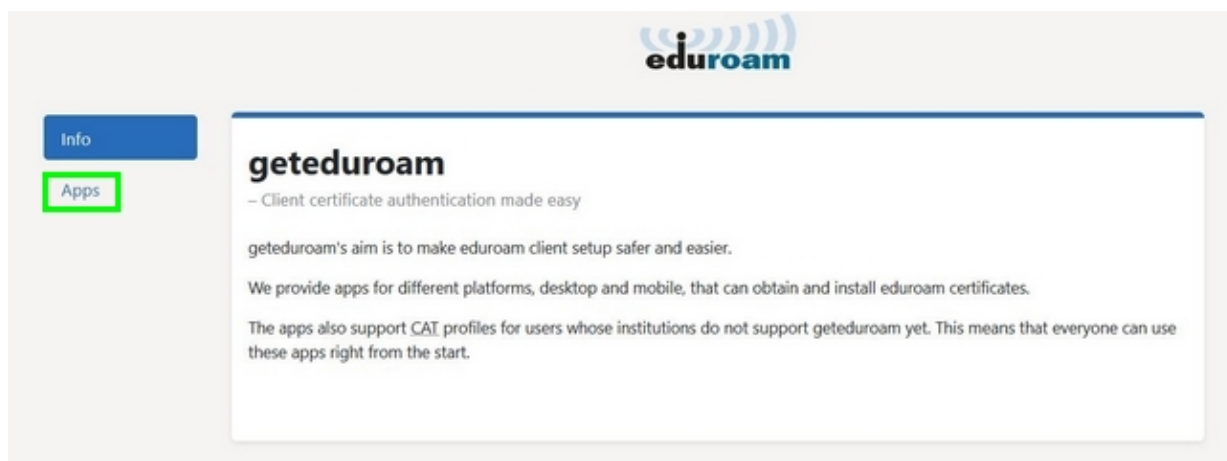 eduroam
Info
Apps
geteduroam
– Client certificate authentication made easy
geteduroam's aim is to make eduroam client setup safer and easier.
We provide apps for different platforms, desktop and mobile, that can obtain and install eduroam certificates.
The apps also support CAT profiles for users whose institutions do not support geteduroam yet. This means that everyone can use
these apps right from the start.